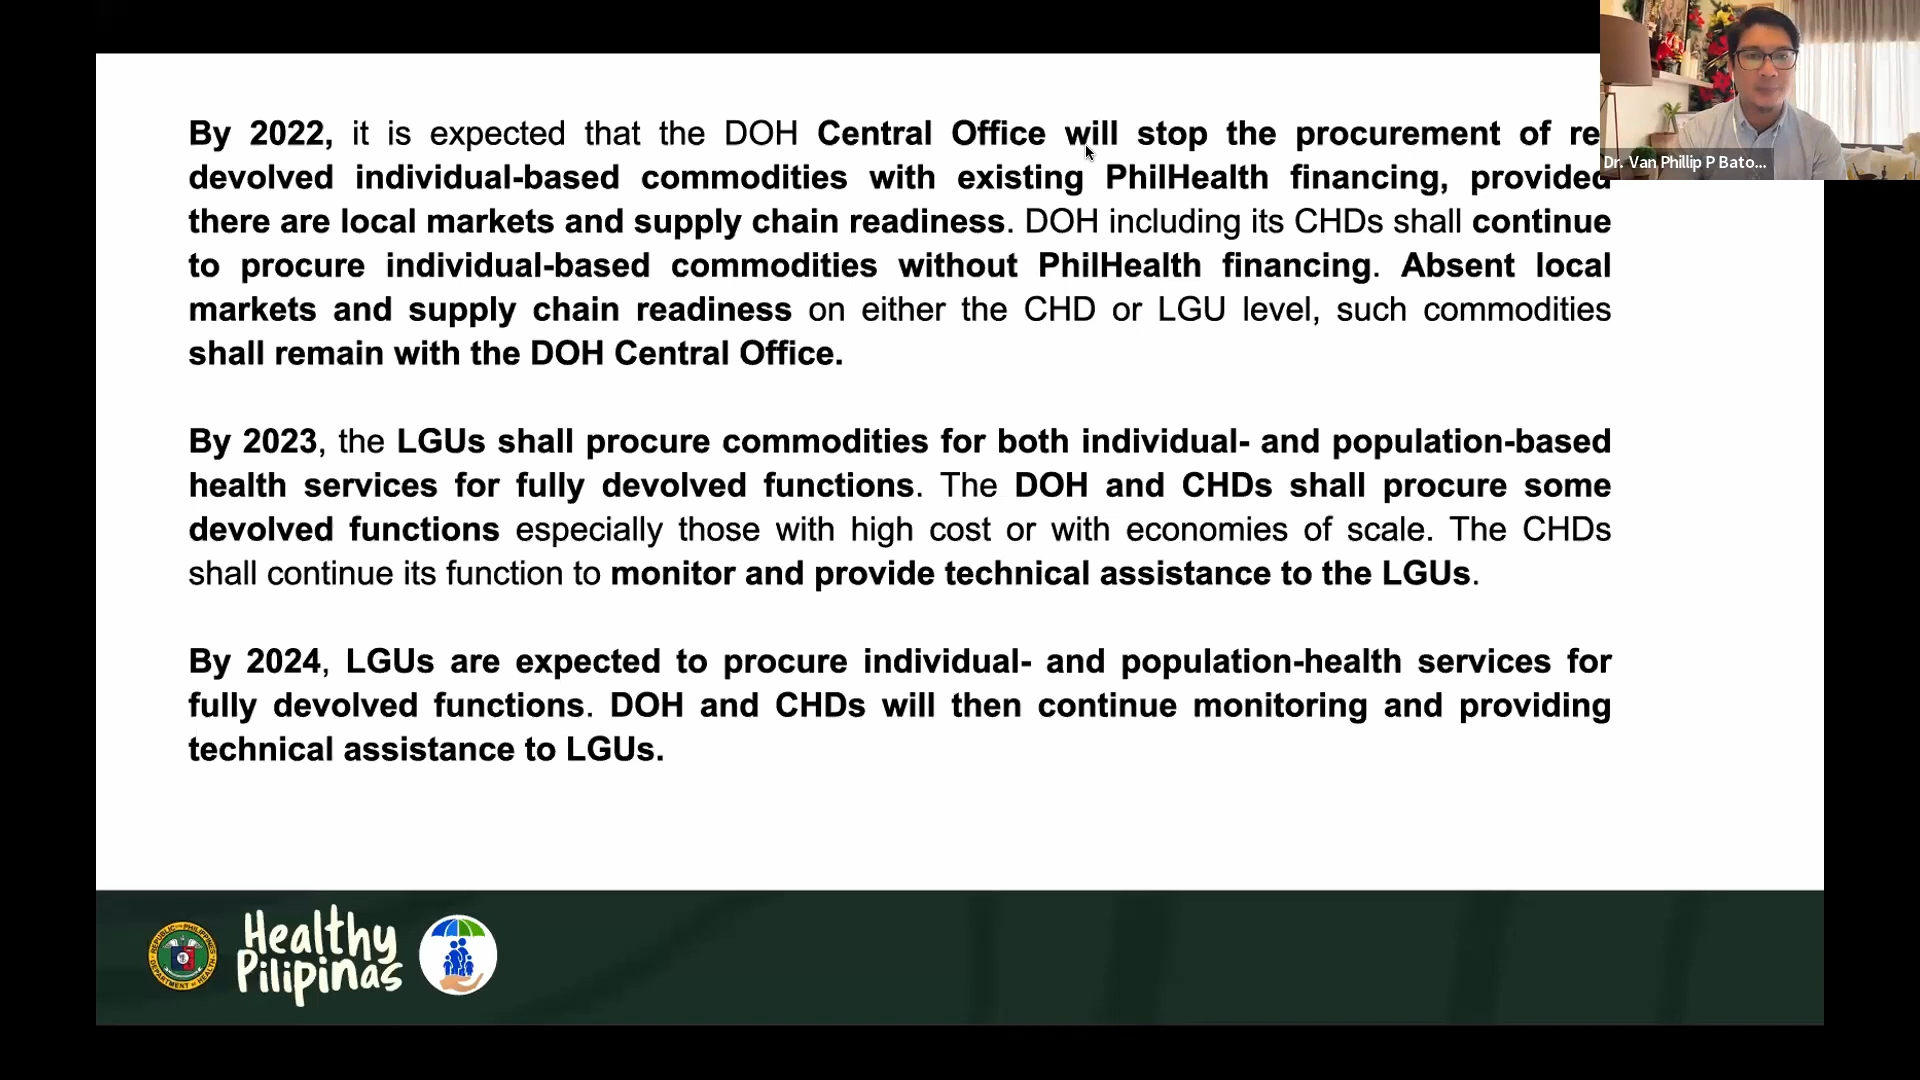 By 2022, it is expected that the DOH Central Office will stop the procurement of re
devolved individual-based commodities with existing PhilHealth financing, provided
there are local markets and supply chain readiness. DOH including its CHDs shall continue
to procure individual-based commodities without PhilHealth financing. Absent local
markets and supply chain readiness on either the CHD or LGU level, such commodities
shall remain with the DOH Central Office.
By 2023, the LGUs shall procure commodities for both individual- and population-based
health services for fully devolved functions. The DOH and CHDs shall procure some
devolved functions especially those with high cost or with economies of scale. The CHDs
shall continue its function to monitor and provide technical assistance to the LGUs.
By 2024, LGUs are expected to procure individual- and population-health services for
fully devolved functions. DOH and CHDs will then continue monitoring and providing
technical assistance to LGUs.
Dr. Van Phillip P Bato...
Healthy
Pilipinas